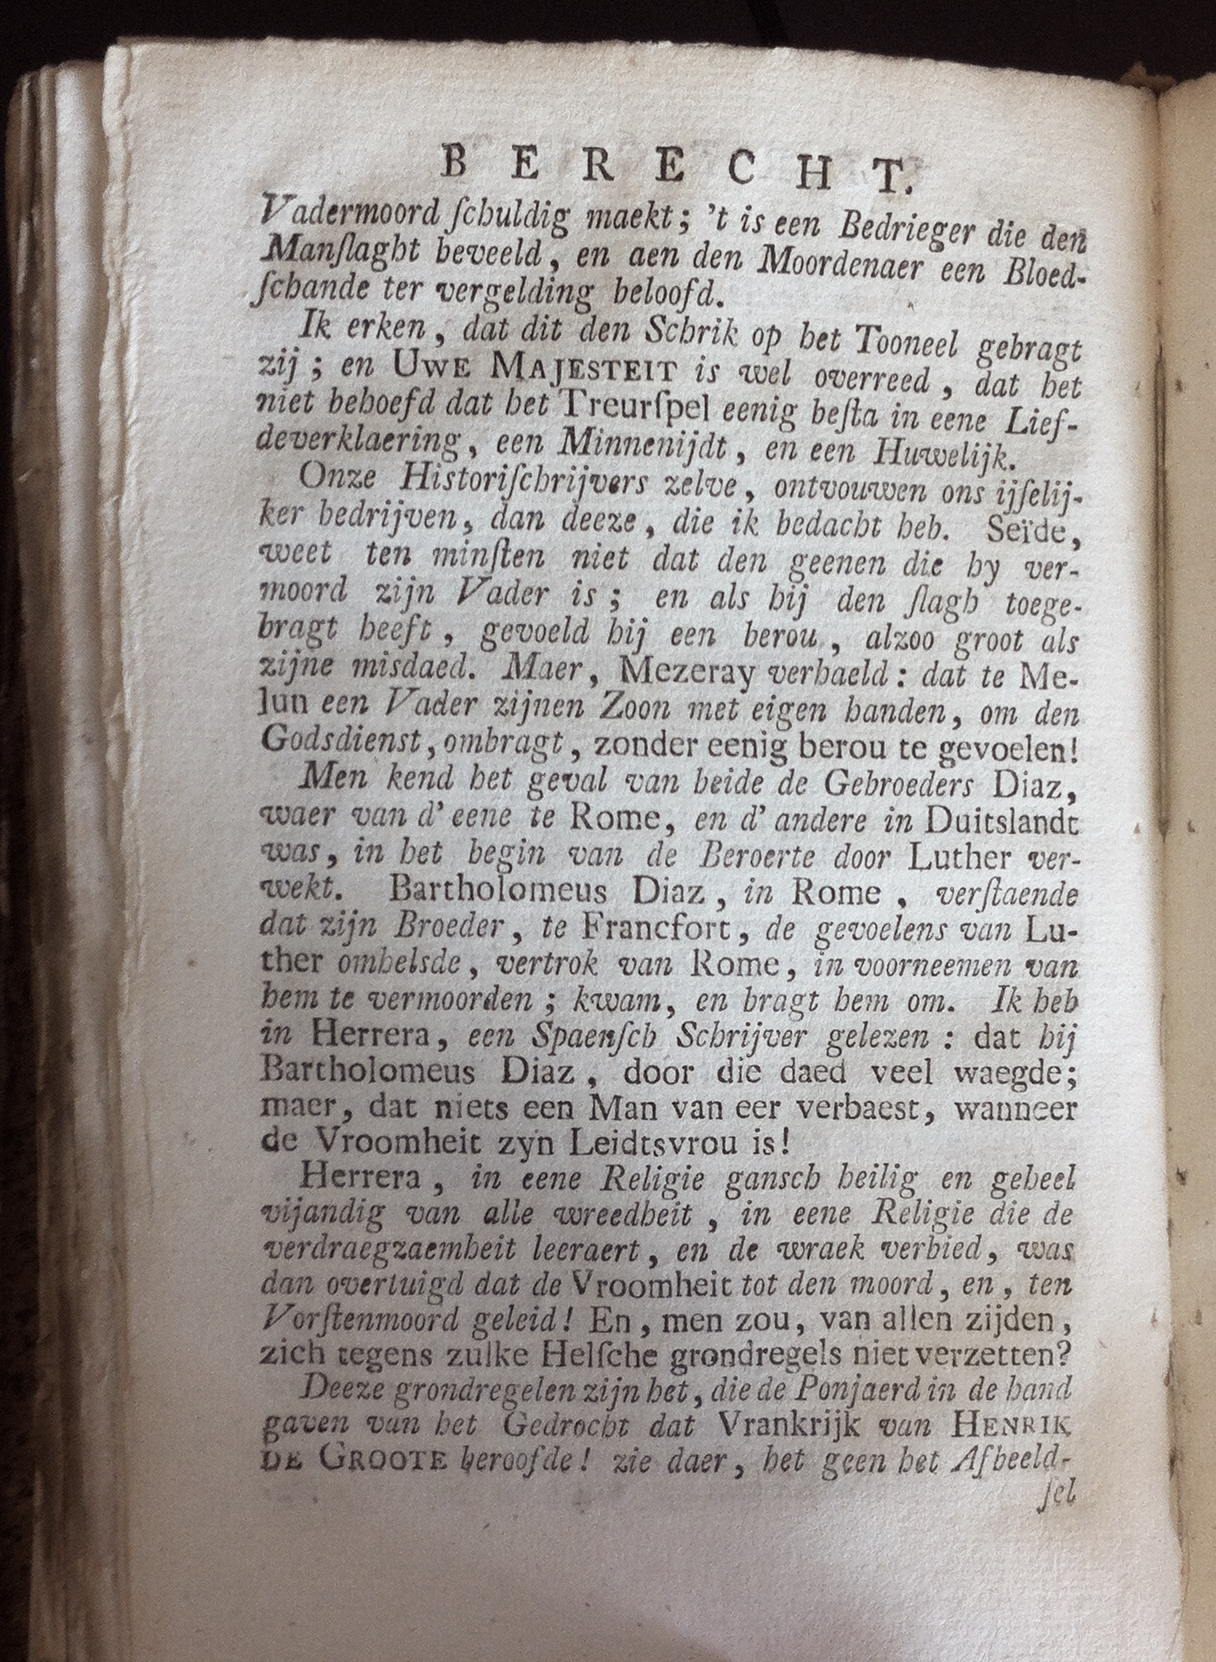 BERECHT.
Vadermoord ſchuldig maekt; 't is een Bedrieger die den
Manſlaght beveeld, en aen den Moordenaer een Bloed-
ſchande ter vergelding beloofd.
Ik erken, dat dit den Schrik op het Tooneel gebragt
zij; en UWE MAJESTEIT is wel overreed, dat het
niet behoefd dat het Treurſpel eenig beſta in eene Lief-
deverklaering, een Minnenijdt, en een Huwelijk.
Onze Hiſtoriſchrijvers zelve, ontvouwen ons ijſelij-
ker bedrijven, dan deeze, die ik bedacht heb. Seïde,
weet ten minſten niet dat den geenen die hy ver-
moord zijn Vader is; en als hij den ſlagh toege-
bragt heeft, gevoeld hij een berou, alzoo groot als
zijne misdaed. Maer, Mezeray verhaeld: dat te Me-
lun een Vader zijnen Zoon met eigen handen, om den
Godsdienst, ombragt, zonder eenig berou te gevoelen!
Men kend het geval van beide de Gebroeders Diaz,
waer van d' eene te Rome, en d' andere in Duitslandt
was, in het begin van de Beroerte door Luther ver-
wekt. Bartholomeus Diaz, in Rome, verſtaende
dat zijn Broeder, te Francfort, de gevoelens van Lu-
ther omhelsde, vertrok van Rome, in voorneemen van
hem te vermoorden; kwam, en bragt hem om. Ik heb
in Herrera, een Spaenſch Schrijver gelezen: dat hij
Bartholomeus Diaz, door die daed veel waegde;
maer, dat niets een Man van eer verbaest, wanneer
de Vroomheit zyn Leidtsvrou is!
Herrera, in eene Religie gansch heilig en geheel
vijandig van alle wreedheit, in eene Religie die de
verdraegzaemheit leeraert, en de wraek verbied, was
dan overtuigd dat de Vroomheit tot den moord, en, ten
Vorſtenmoord geleid! En, men zou, van allen zijden,
zich tegens zulke Helſche grondregels niet verzetten?
Deeze grondregelen zijn het, die de Ponjaerd in de hand
gaven van het Gedrocht dat Vrankrijk van HENRIK
DE GROOTE beroofde! zie daer, het geen het Afbeeld-
ſel